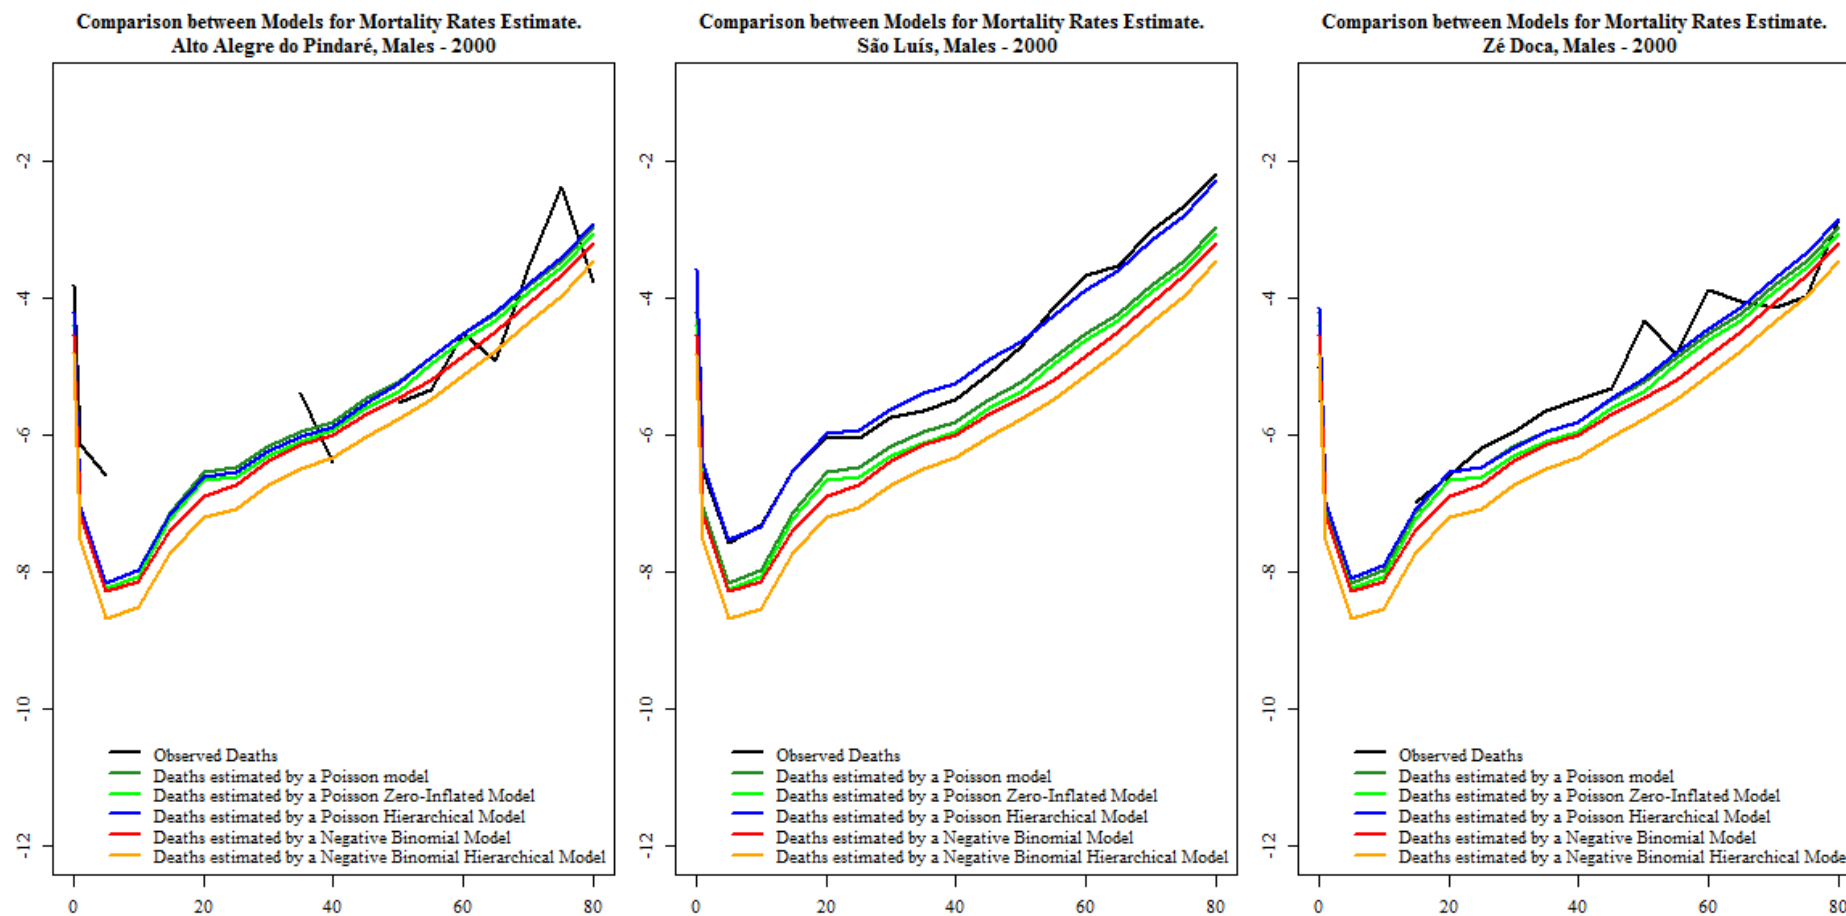 Comparison between Models for Mortality Rates Estimate.
Alto Alegre do Pindaré, Males - 2000
-2
-4
-6
-8
-10
-12
Observed Deaths
Deaths estimated by a Poisson model
Deaths estimated by a Poisson Zero-Inflated Model
Deaths estimated by a Poisson Hierarchical Model
Deaths estimated by a Negative Binomial Model
Deaths estimated by a Negative Binomial Hierarchical Model
0 20 40 60 80
Comparison between Models for Mortality Rates Estimate.
São Luís, Males - 2000
-2
-4
-6
-8
-10
-12
Observed Deaths
Deaths estimated by a Poisson model
Deaths estimated by a Poisson Zero-Inflated Model
Deaths estimated by a Poisson Hierarchical Model
Deaths estimated by a Negative Binomial Model
Deaths estimated by a Negative Binomial Hierarchical Model
0 20 40 60 80
Comparison between Models for Mortality Rates Estimate.
Zé Doca, Males - 2000
-2
-4
-6
-8
-10
-12
Observed Deaths
Deaths estimated by a Poisson model
Deaths estimated by a Poisson Zero-Inflated Model
Deaths estimated by a Poisson Hierarchical Model
Deaths estimated by a Negative Binomial Model
Deaths estimated by a Negative Binomial Hierarchical Mode
0 20 40 60 80